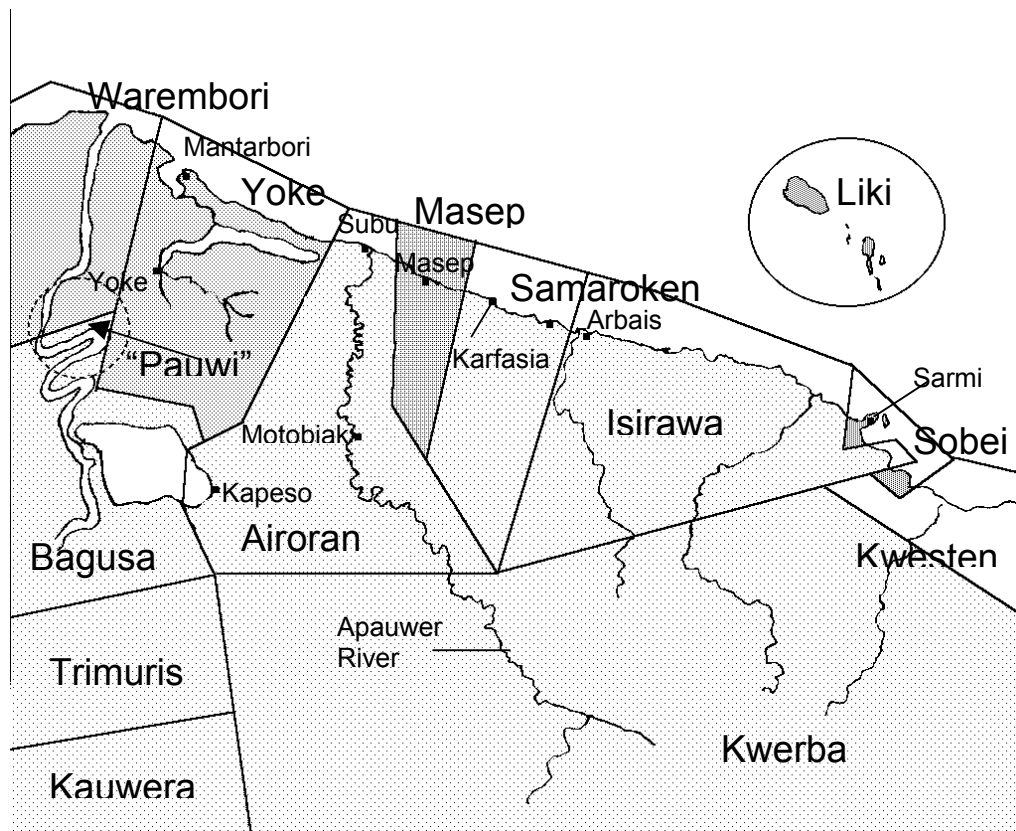 Warembori
Mantarbori
Yoke
Liki
Masep
Subu
Masep
Yoke
Samaroken
Arbais
Karfasia
"Pauwi"
Sarmi
Isirawa
Motobiak
Sobei
Kapeso
Airoran
Bagusa
Kwesten
Apauwer
River
Trimuris
Kwerba
Kauwera